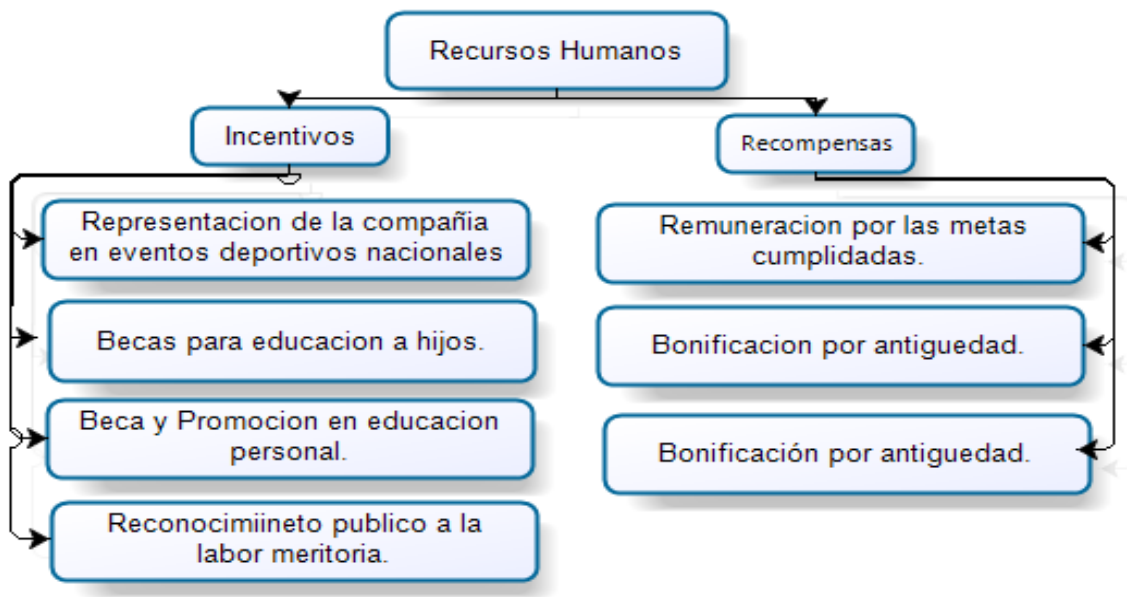 Recursos Humanos
Incentivos
Recompensas
Representacion de la compañia
en eventos deportivos nacionales
Becas para educacion a hijos.
Beca y Promocion en educacion
personal.
Reconocimiineto publico a la
labor meritoria.
Remuneracion por las metas
cumplidadas.
Bonificacion por antiguedad.
Bonificación por antiguedad.